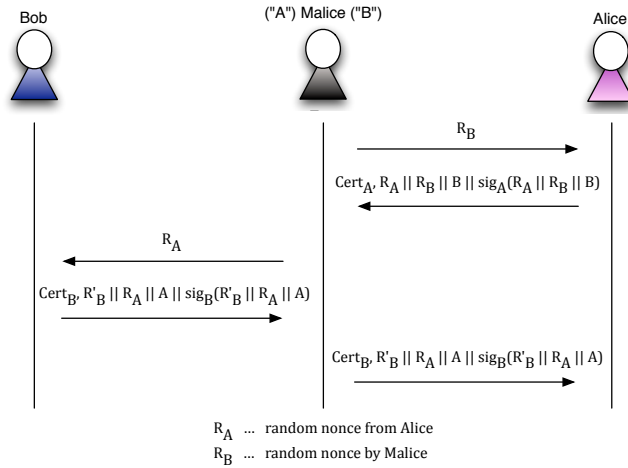 Bob
("A") Malice ("B")
Alice
R_B
Cert_A, R_A || R_B || B || sig_A(R_A || R_B || B)
R_A
Cert_B, R'_B || R_A || A || sig_B(R'_B || R_A || A)
Cert_B, R'_B || R_A || A || sig_B(R'_B || R_A || A)
R_A ... random nonce from Alice
R_B ... random nonce by Malice